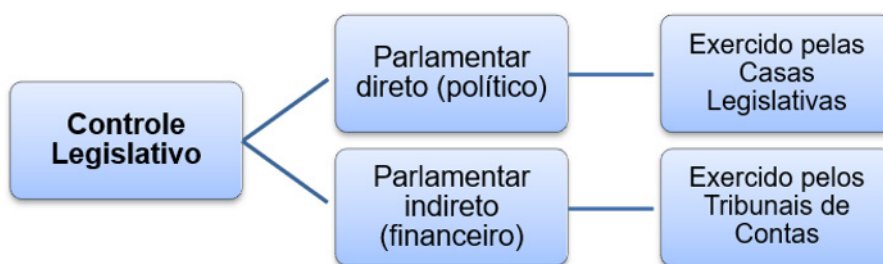 Controle
Legislativo
Parlamentar
direto (político)
Exercido pelas
Casas
Legislativas
Parlamentar
indireto
(financeiro)
Exercido pelos
Tribunais de
Contas